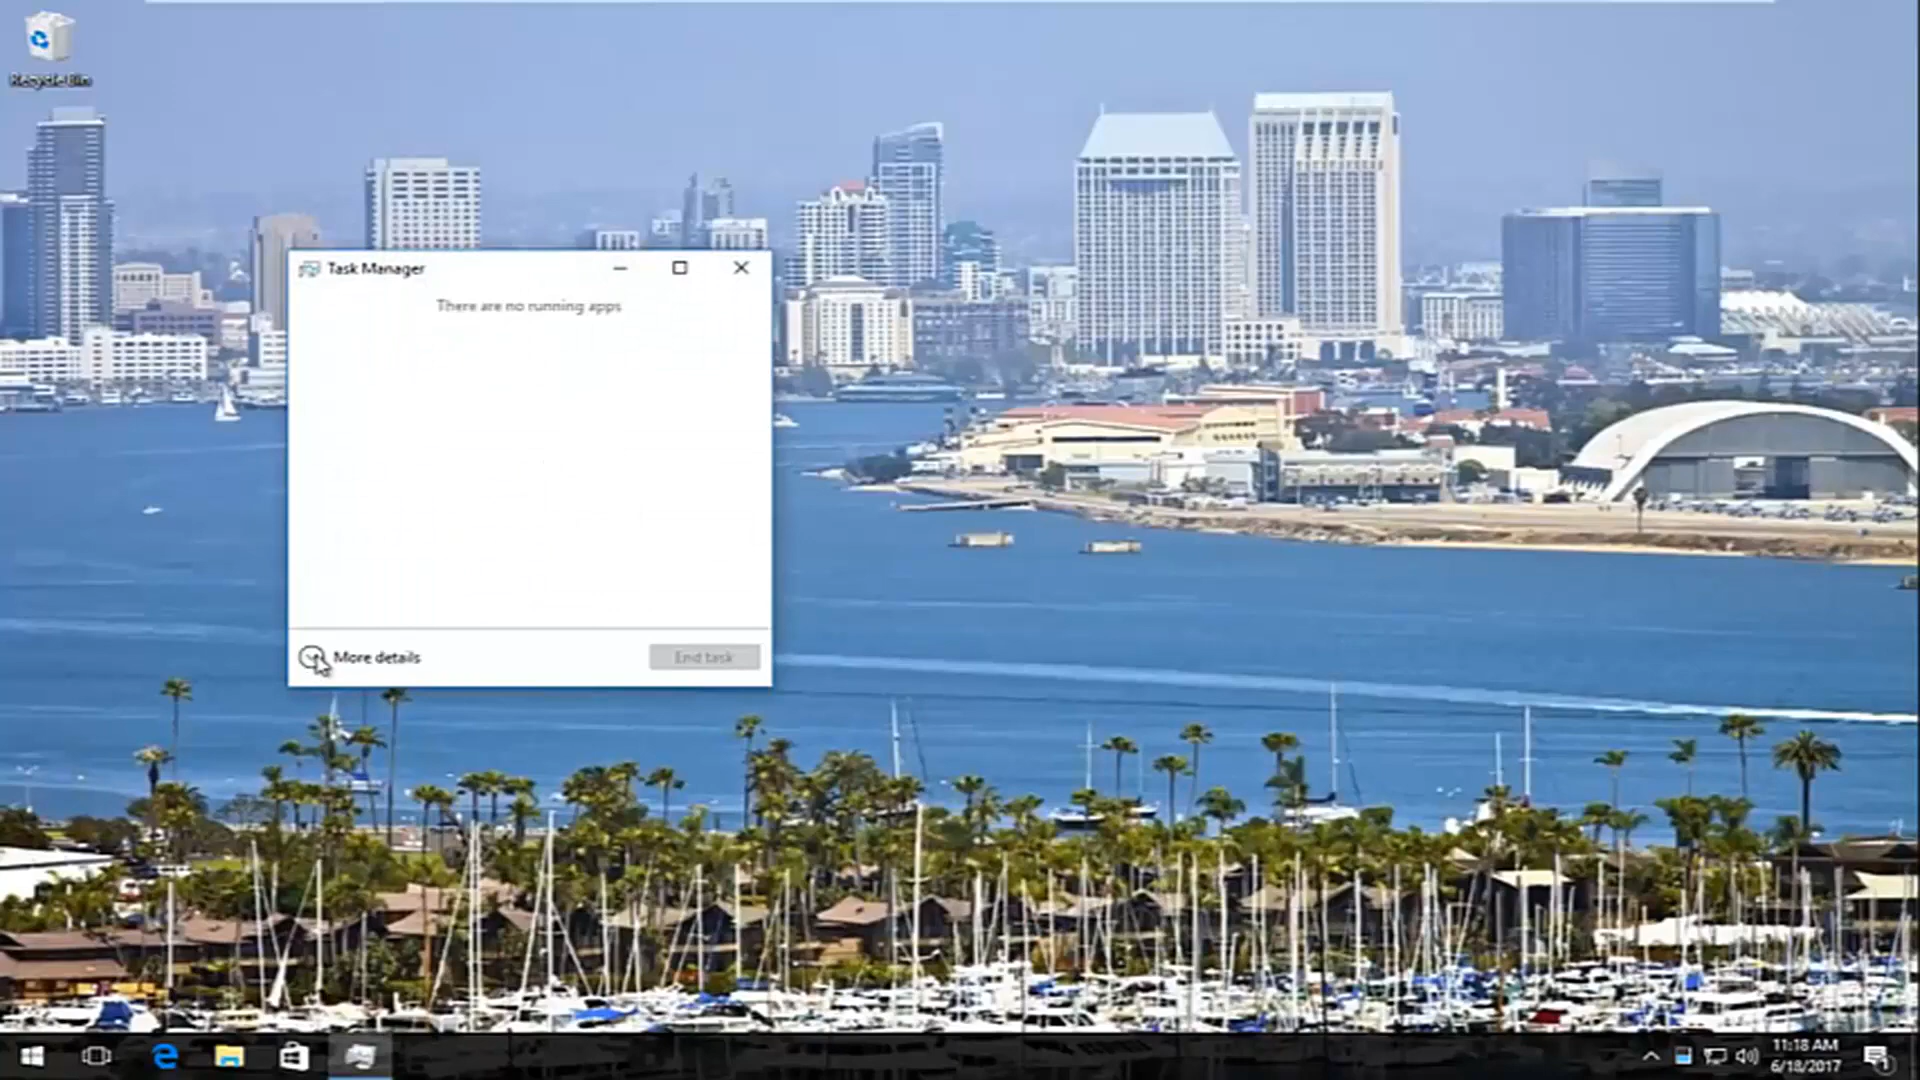 Recycle Bin
Task Manager
There are no running apps
More details
End task
11:18 AM
6/18/2017
1